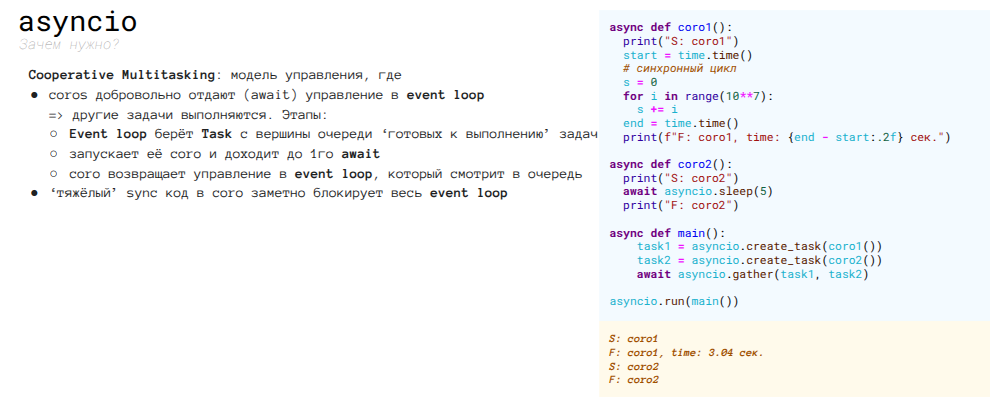 asyncio
Зачем нужно?
Cooperative Multitasking: модель управления, где
● coros добровольно отдают (await) управление в event loop
=> другие задачи выполняются. Этапы:
○ Event loop берёт Task с вершины очереди ‘готовых к выполнению’ задач
○ запускает её coro и доходит до 1го await
○ coro возвращает управление в event loop, который смотрит в очередь
● ‘тяжёлый’ sync код в coro заметно блокирует весь event loop
async def coro1():
  print("S: coro1")
  start = time.time()
  # синхронный цикл
  s = 0
  for i in range(10**7):
    s += i
  end = time.time()
  print(f"F: coro1, time: {end - start:.2f} сек.")
async def coro2():
  print("S: coro2")
  await asyncio.sleep(5)
  print("F: coro2")
async def main():
    task1 = asyncio.create_task(coro1())
    task2 = asyncio.create_task(coro2())
    await asyncio.gather(task1, task2)
asyncio.run(main())
S: coro1
F: coro1, time: 3.04 сек.
S: coro2
F: coro2